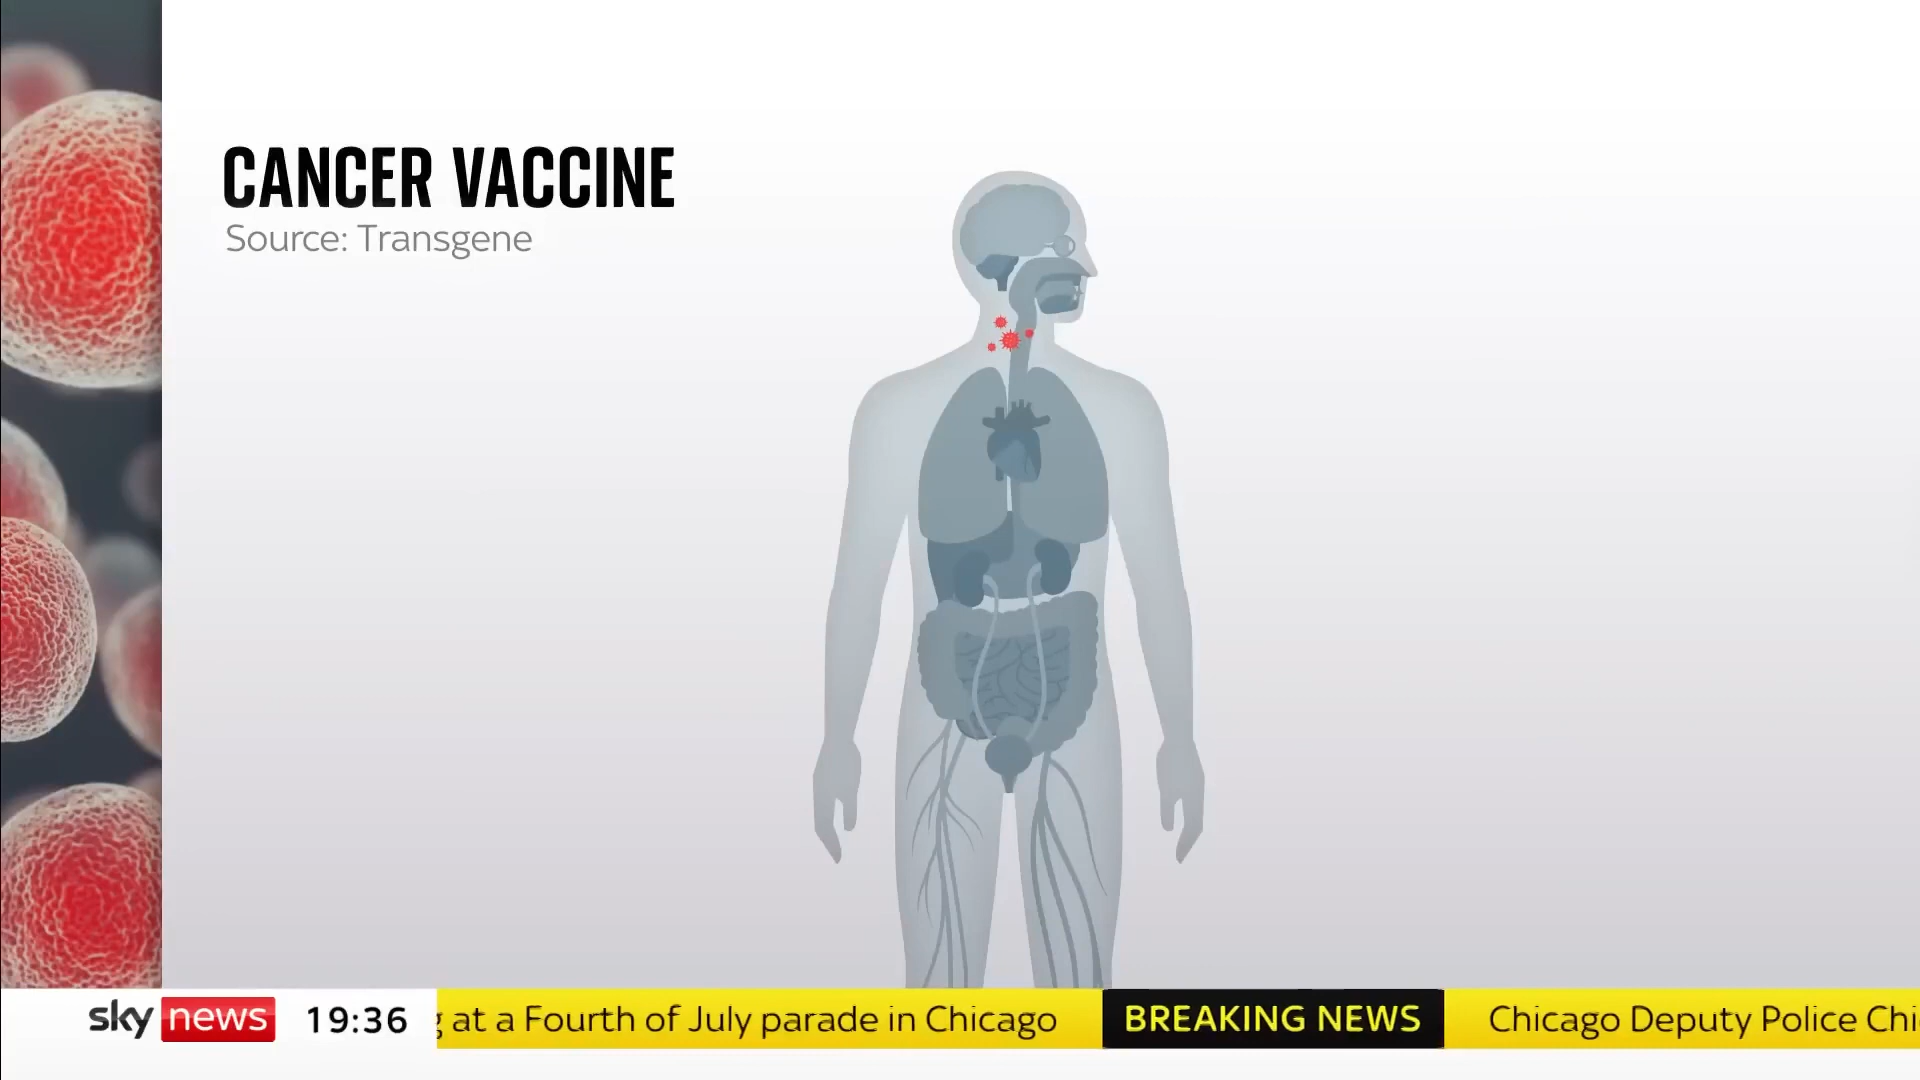 CANCER VACCINE
Source: Transgene
sky news 19:36 at a Fourth of July parade in Chicago BREAKING NEWS Chicago Deputy Police